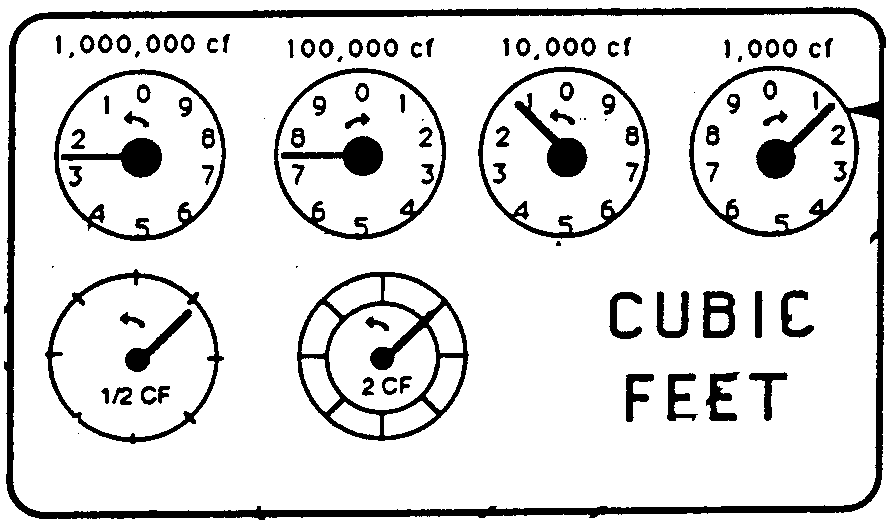 1,000,000 cf 100,000 cf 10,000 cf 1,000 cf
0 9 8 7 6 5 4 3 2 1
0 1 2 3 4 5 6 7 8 9
0 9 8 7 6 5 4 3 2 1
0 1 2 3 4 5 6 7 8 9
1/2 CF
2 CF
CUBIC
FEET